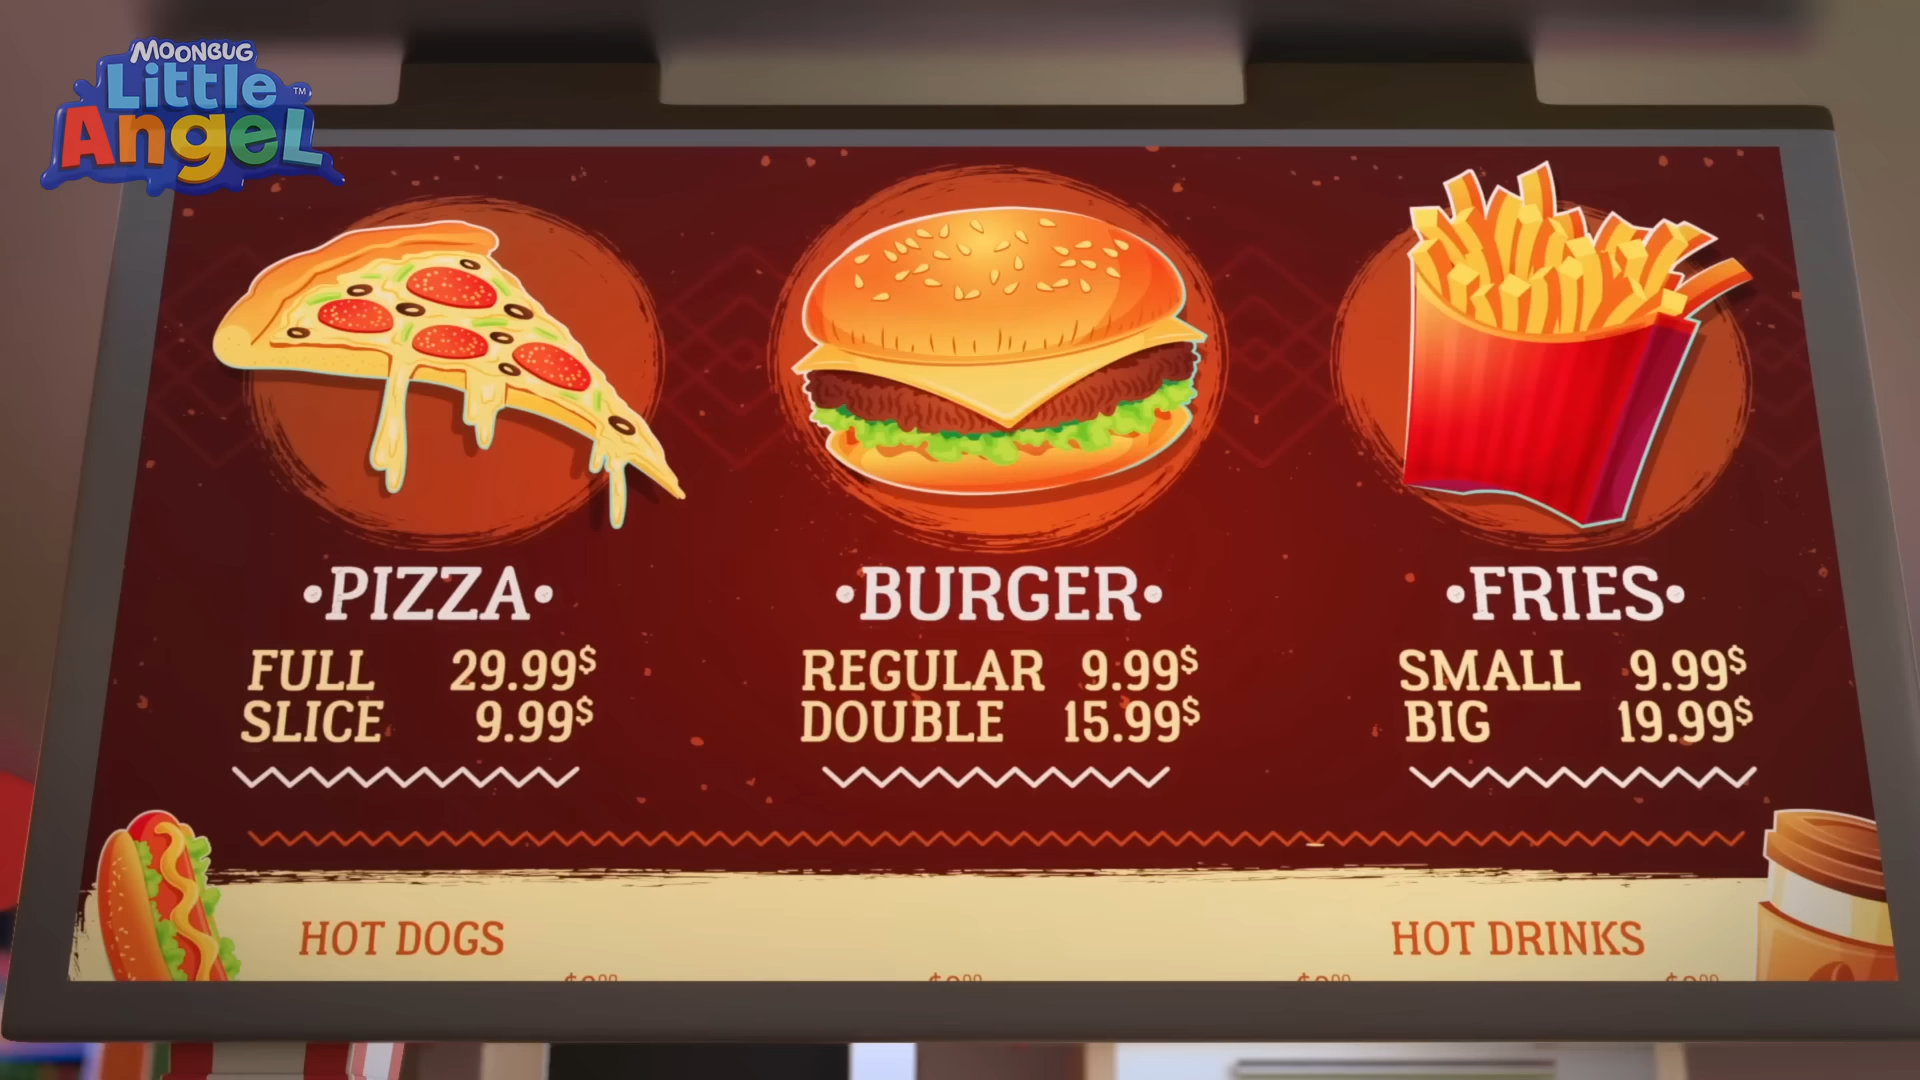 MOONBUG
Little
Angel
TM
•PIZZA•
FULL 29.99$
SLICE 9.99$
•BURGER•
REGULAR 9.99$
DOUBLE 15.99$
•FRIES•
SMALL 9.99$
BIG 19.99$
HOT DOGS
HOT DRINKS